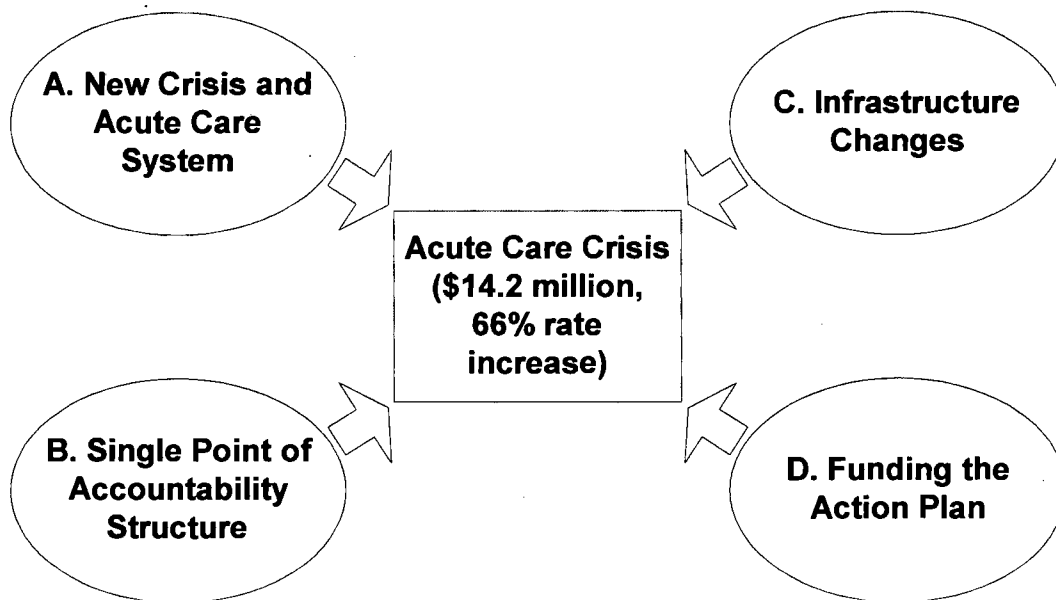 A. New Crisis and
Acute Care
System
C. Infrastructure
Changes
Acute Care Crisis
($14.2 million,
66% rate
increase)
B. Single Point of
Accountability
Structure
D. Funding the
Action Plan